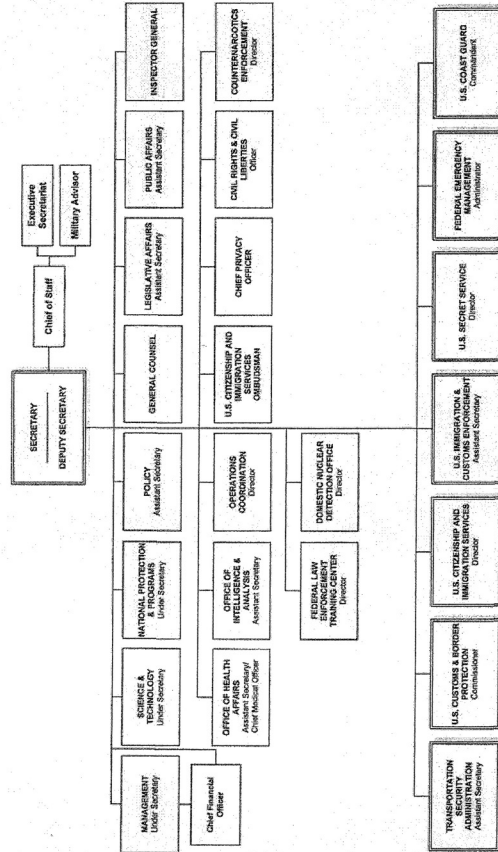 SECRETARY
DEPUTY SECRETARY
Chief of Staff
Executive
Secretariat
Military Advisor
MANAGEMENT
Under Secretary
Chief Financial
Officer
SCIENCE &
TECHNOLOGY
Under Secretary
NATIONAL PROTECTION
& PROGRAMS
Under Secretary
POLICY
Assistant Secretary
GENERAL COUNSEL
LEGISLATIVE AFFAIRS
Assistant Secretary
PUBLIC AFFAIRS
Assistant Secretary
INSPECTOR GENERAL
OFFICE OF HEALTH
AFFAIRS
Assistant Secretary/
Chief Medical Officer
OFFICE OF
INTELLIGENCE &
ANALYSIS
Assistant Secretary
OPERATIONS
COORDINATION
Director
U.S. CITIZENSHIP AND
IMMIGRATION
SERVICES
OMBUDSMAN
CHIEF PRIVACY
OFFICER
CIVIL RIGHTS & CIVIL
LIBERTIES
Officer
COUNTERNARCOTICS
ENFORCEMENT
Director
FEDERAL LAW
ENFORCEMENT
TRAINING CENTER
Director
DOMESTIC NUCLEAR
DETECTION OFFICE
Director
TRANSPORTATION
SECURITY
ADMINISTRATION
Assistant Secretary
U.S. CUSTOMS & BORDER
PROTECTION
Commissioner
U.S. CITIZENSHIP AND
IMMIGRATION SERVICES
Director
U.S. IMMIGRATION &
CUSTOMS ENFORCEMENT
Assistant Secretary
U.S. SECRET SERVICE
Director
FEDERAL EMERGENCY
MANAGEMENT
Administrator
U.S. COAST GUARD
Commandant